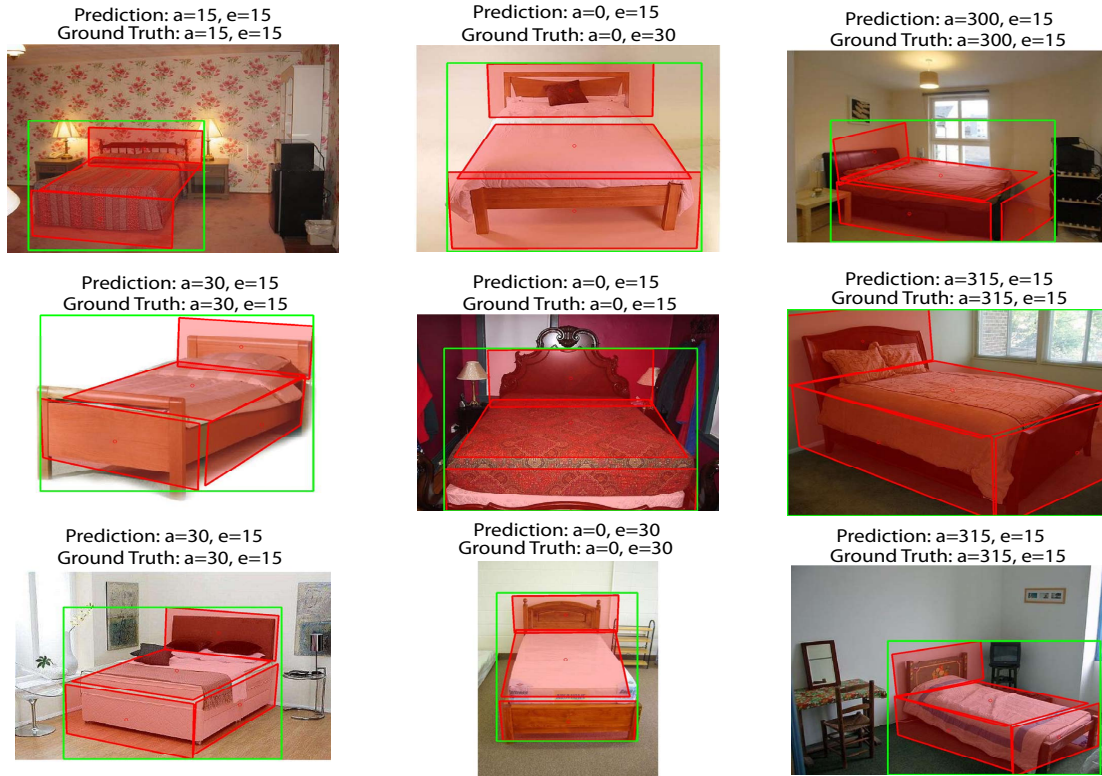 Prediction: a=15, e=15
Ground Truth: a=15, e=15
Prediction: a=0, e=15
Ground Truth: a=0, e=30
Prediction: a=300, e=15
Ground Truth: a=300, e=15
Prediction: a=30, e=15
Ground Truth: a=30, e=15
Prediction: a=0, e=15
Ground Truth: a=0, e=15
Prediction: a=315, e=15
Ground Truth: a=315, e=15
Prediction: a=30, e=15
Ground Truth: a=30, e=15
Prediction: a=0, e=30
Ground Truth: a=0, e=30
Prediction: a=315, e=15
Ground Truth: a=315, e=15